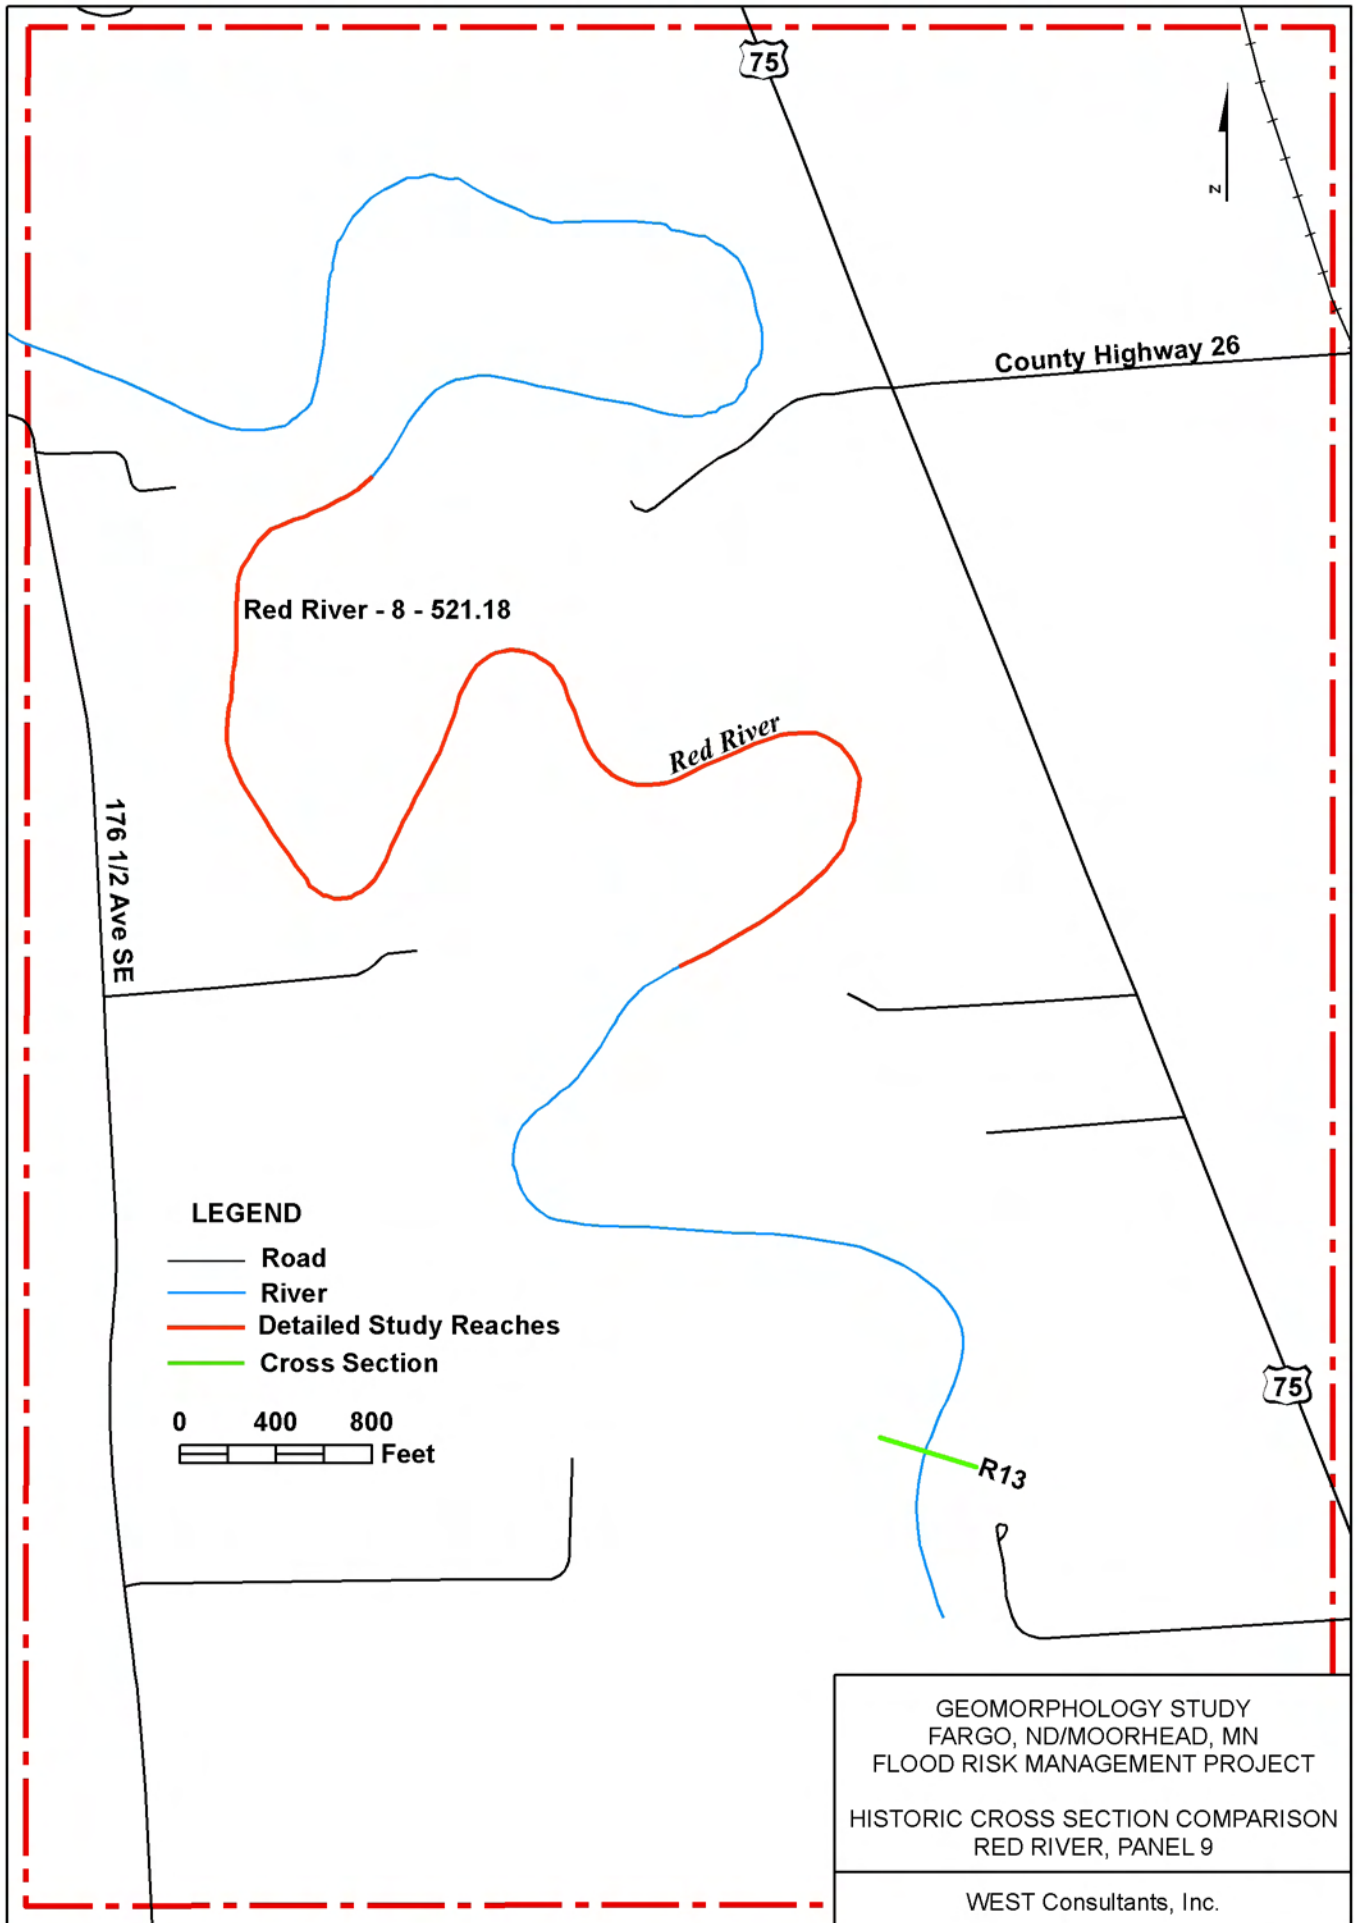 75
N
County Highway 26
Red River - 8 - 521.18
Red River
176 1/2 Ave SE
LEGEND
Road
River
Detailed Study Reaches
Cross Section
0 400 800
Feet
75
R13
GEOMORPHOLOGY STUDY
FARGO, ND/MOORHEAD, MN
FLOOD RISK MANAGEMENT PROJECT
HISTORIC CROSS SECTION COMPARISON
RED RIVER, PANEL 9
WEST Consultants, Inc.